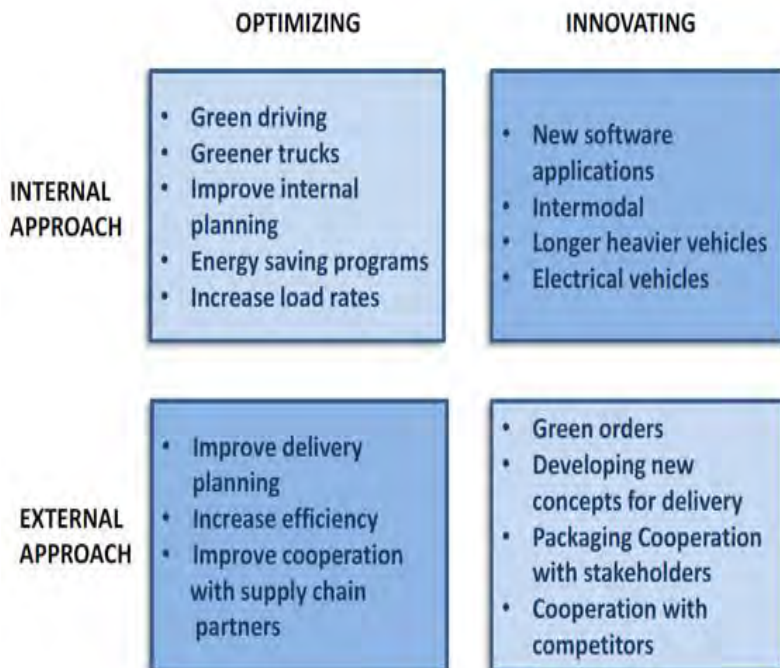 OPTIMIZING
INNOVATING
INTERNAL
APPROACH
• Green driving
• Greener trucks
• Improve internal
planning
• Energy saving programs
• Increase load rates
• New software
applications
• Intermodal
• Longer heavier vehicles
• Electrical vehicles
EXTERNAL
APPROACH
• Improve delivery
planning
• Increase efficiency
• Improve cooperation
with supply chain
partners
• Green orders
• Developing new
concepts for delivery
• Packaging Cooperation
with stakeholders
• Cooperation with
competitors